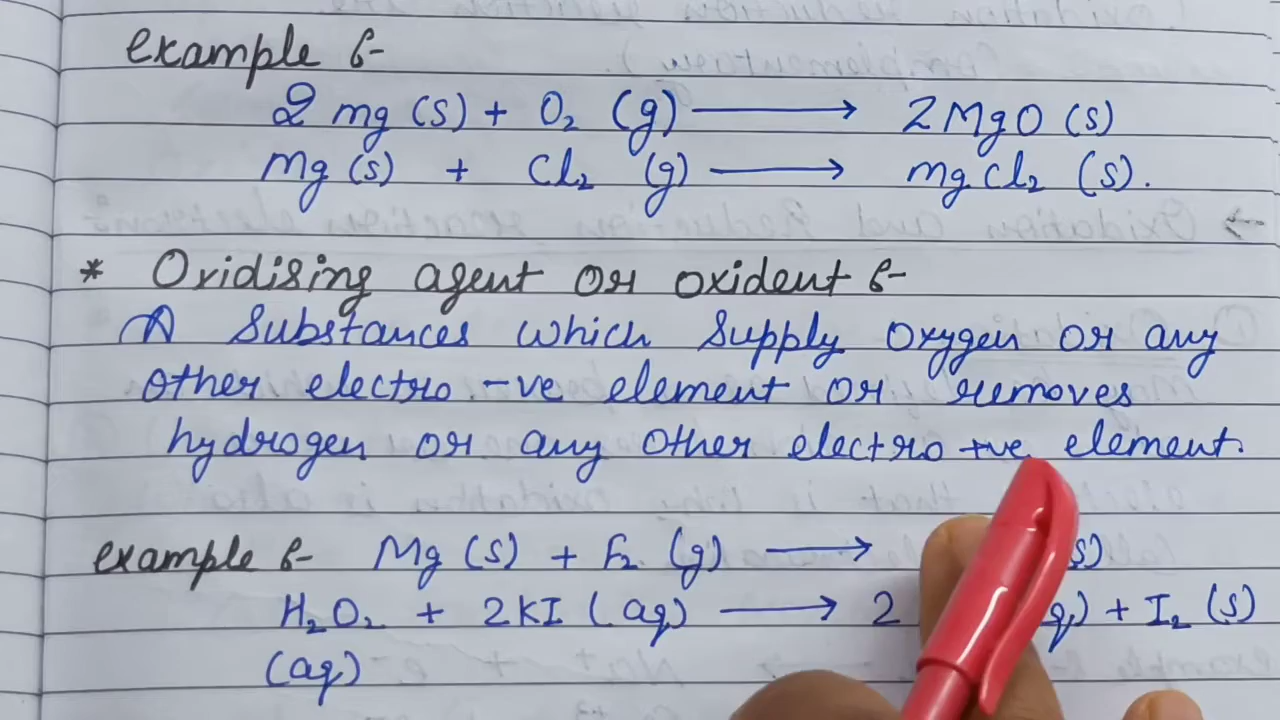 example :-
2 mg (s) + O₂ (g) ⟶ 2MgO (s)
Mg (s) + Cl₂ (g) ⟶ mgCl₂ (s).
* Oxidising agent or oxident :-
A Substances which Supply oxygen or any
other electro -ve element or removes
hydrogen or any other electro +ve element.
example :- Mg (s) + F₂ (g) ⟶ s)
H₂O₂ + 2KI (aq) ⟶ 2 q) + I₂ (s)
(aq)